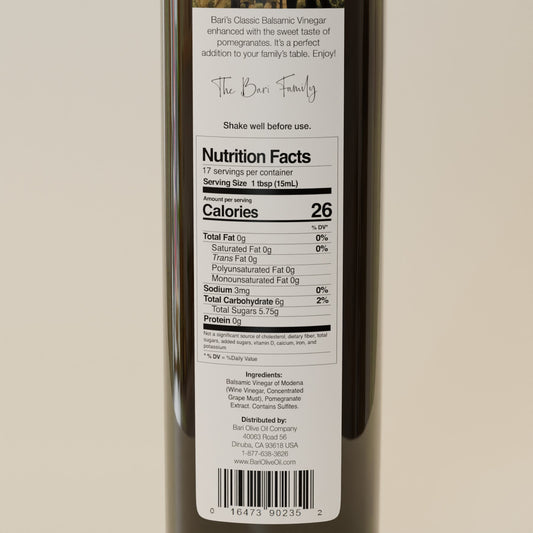 Bari's Classic Balsamic Vinegar
enhanced with the sweet taste of
pomegranates. It's a perfect
addition to your family's table. Enjoy!
The Bari Family
Shake well before use.
Nutrition Facts
17 servings per container
Serving Size 1 tbsp (15mL)
Amount per serving
Calories 26
% DV*
Total Fat 0g 0%
Saturated Fat 0g 0%
Trans Fat 0g
Polyunsaturated Fat 0g
Monounsaturated Fat 0g
Sodium 3mg 0%
Total Carbohydrate 6g 2%
Total Sugars 5.75g
Protein 0g
Not a significant source of cholesterol, dietary fiber, total
sugars, added sugars, vitamin D, calcium, iron, and
potassium
* % DV = %Daily Value
Ingredients:
Balsamic Vinegar of Modena
(Wine Vinegar, Concentrated
Grape Must), Pomegranate
Extract. Contains Sulfites.
Distributed by:
Bari Olive Oil Company
40063 Road 56
Dinuba, CA 93618 USA
1-877-638-3626
www.BariOliveOil.com
0 16473 90235 2